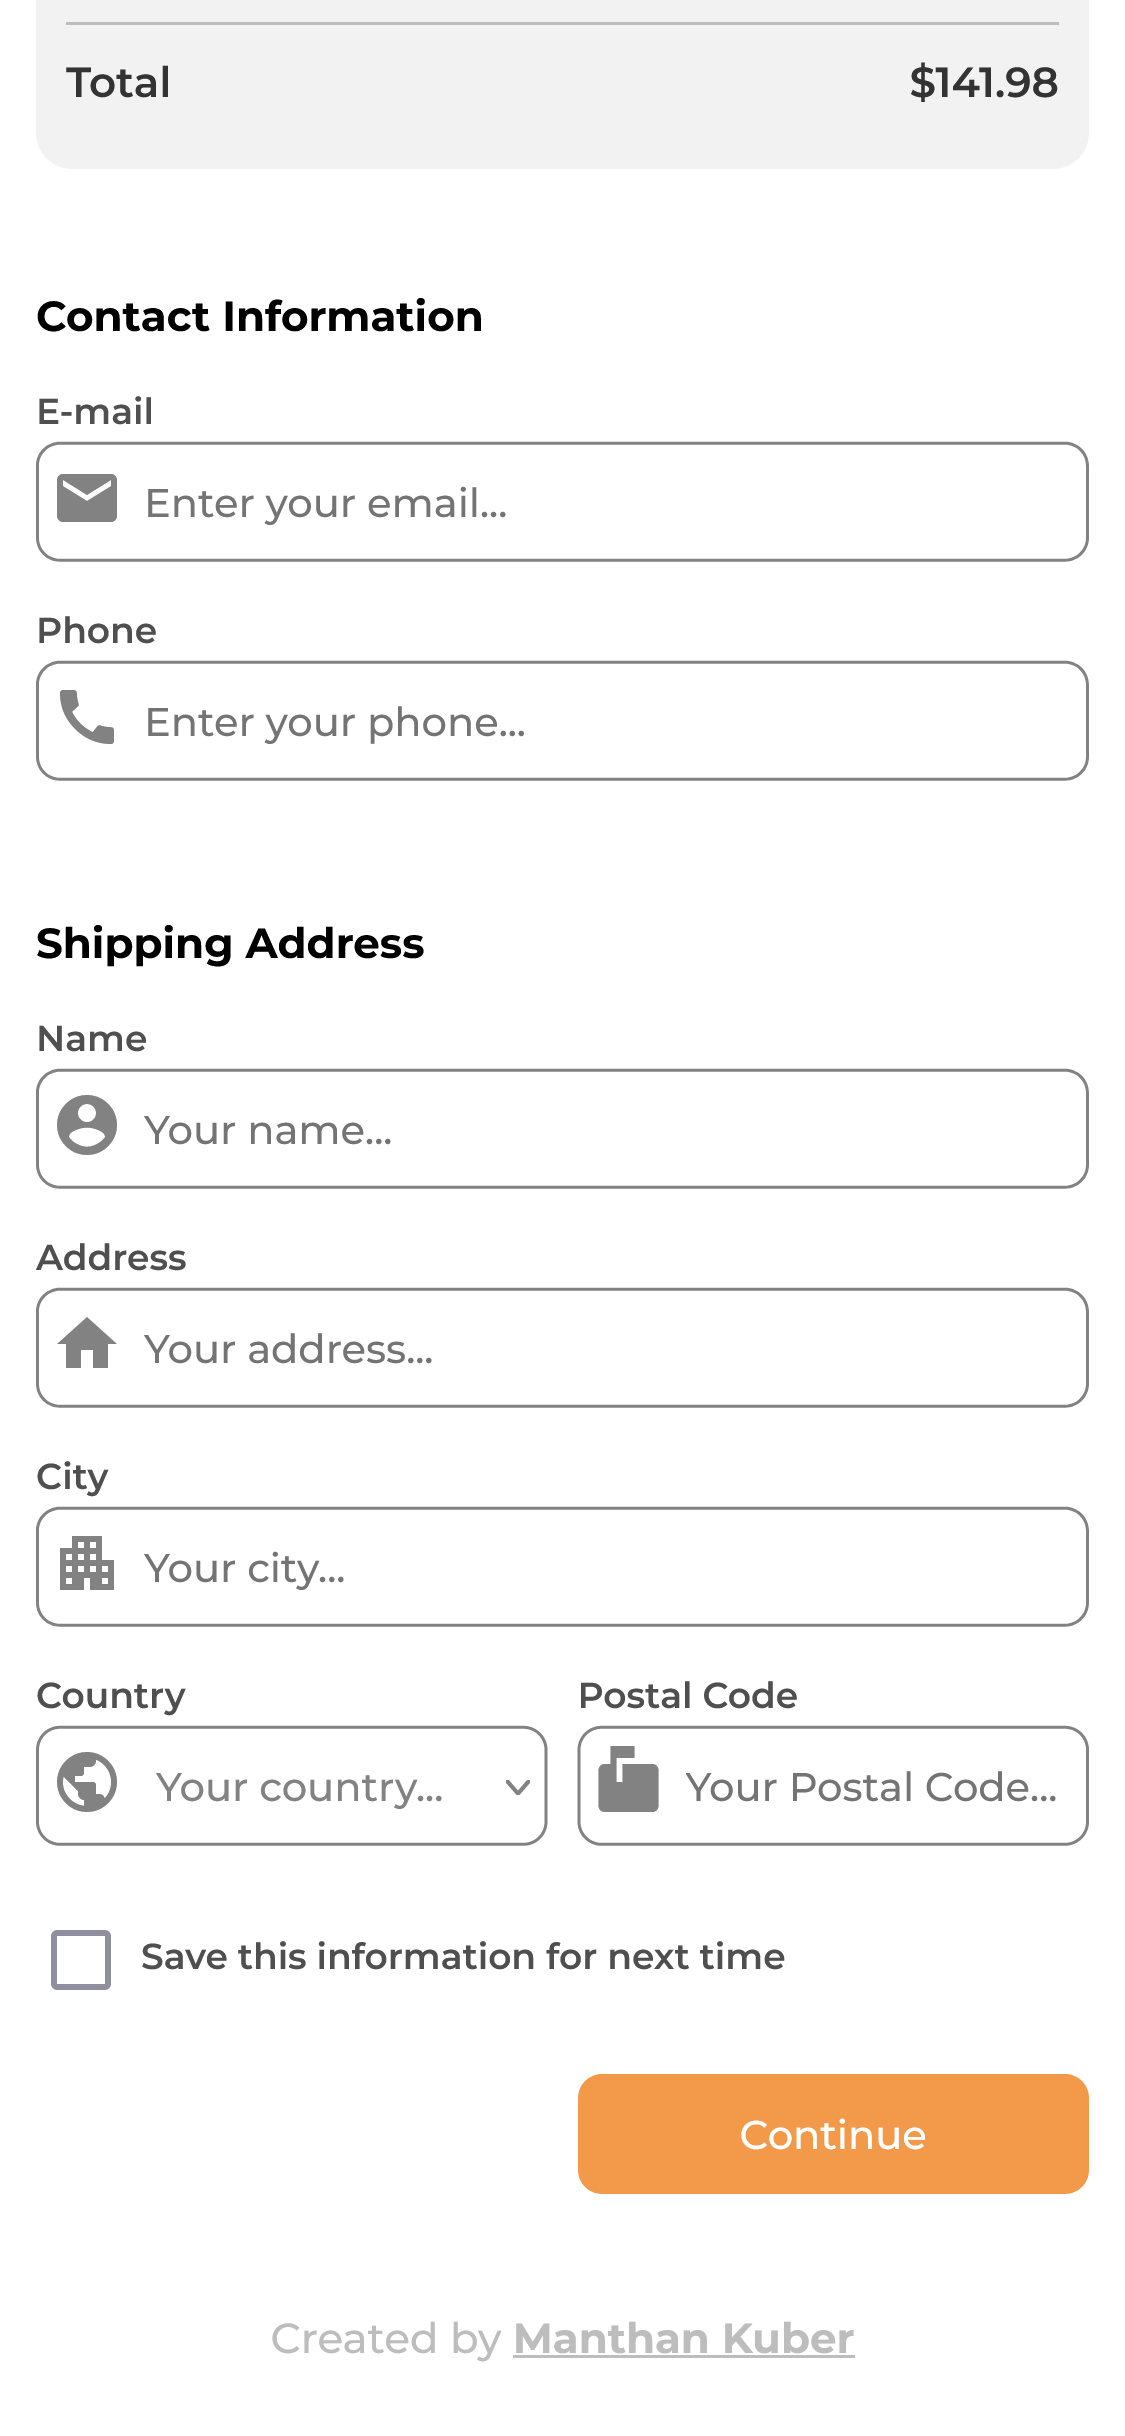 Total $141.98
Contact Information
E-mail
Enter your email...
Phone
Enter your phone...
Shipping Address
Name
Your name...
Address
Your address...
City
Your city...
Country Postal Code
Your country... Your Postal Code...
Save this information for next time
Continue
Created by Manthan Kuber